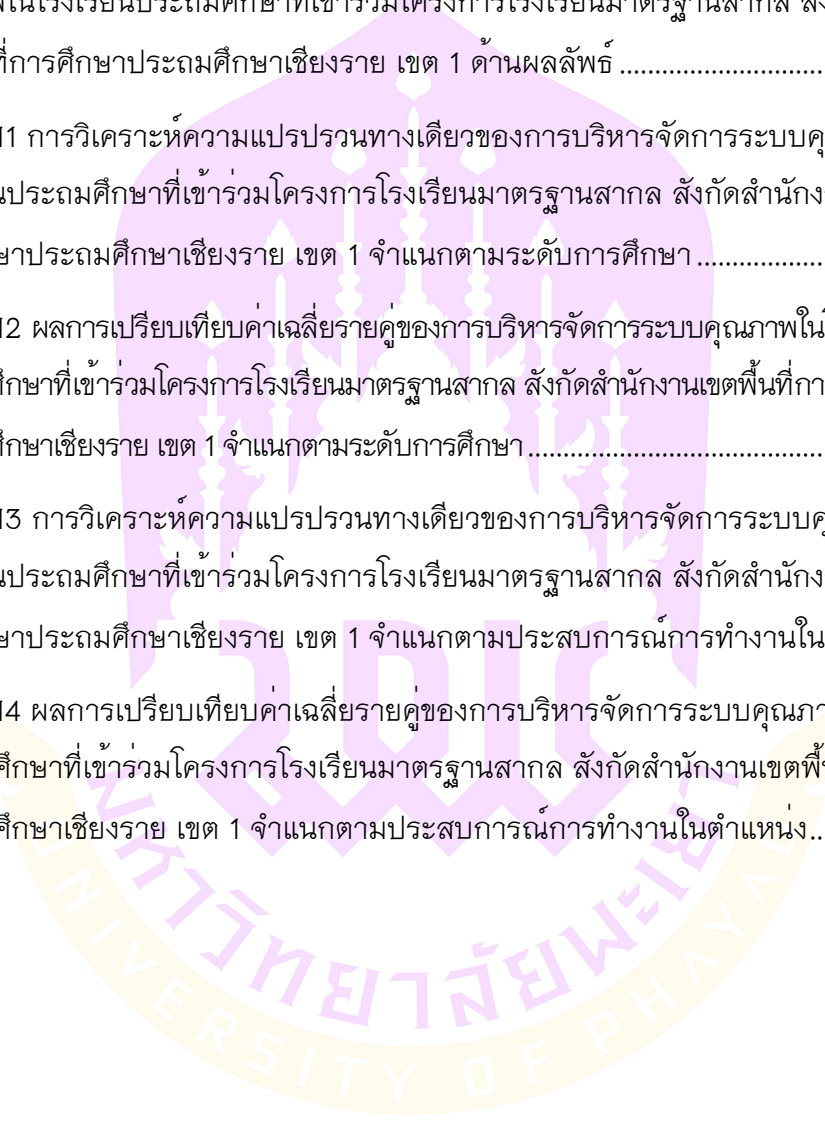 ในโรงเรียนประถมศึกษาที่เข้าร่วมโครงการโรงเรียนมาตรฐานสากล
ที่การศึกษาประถมศึกษาเชียงราย เขต 1 ด้านผลลัพธ์ ............................
11 การวิเคราะห์ความแปรปรวนทางเดียวของการบริหารจัดการระบบคุ
นประถมศึกษาที่เข้าร่วมโครงการโรงเรียนมาตรฐานสากล สังกัดสำนักง
ษาประถมศึกษาเชียงราย เขต 1 จำแนกตามระดับการศึกษา .................
12 ผลการเปรียบเทียบค่าเฉลี่ยรายคู่ของการบริหารจัดการระบบคุณภาพใน
ศึกษาที่เข้าร่วมโครงการโรงเรียนมาตรฐานสากล สังกัดสำนักงานเขตพื้นที่กา
ศึกษาเชียงราย เขต 1 จำแนกตามระดับการศึกษา ........................................
13 การวิเคราะห์ความแปรปรวนทางเดียวของการบริหารจัดการระบบคุ
นประถมศึกษาที่เข้าร่วมโครงการโรงเรียนมาตรฐานสากล สังกัดสำนักง
ษาประถมศึกษาเชียงราย เขต 1 จำแนกตามประสบการณ์การทำงานใน
14 ผลการเปรียบเทียบค่าเฉลี่ยรายคู่ของการบริหารจัดการระบบคุณภา
ศึกษาที่เข้าร่วมโครงการโรงเรียนมาตรฐานสากล สังกัดสำนักงานเขตพื้
ศึกษาเชียงราย เขต 1 จำแนกตามประสบการณ์การทำงานในตำแหน่ง...
2010
มหาวิทยาลัยพะเยา
UNIVERSITY OF PHAYAO